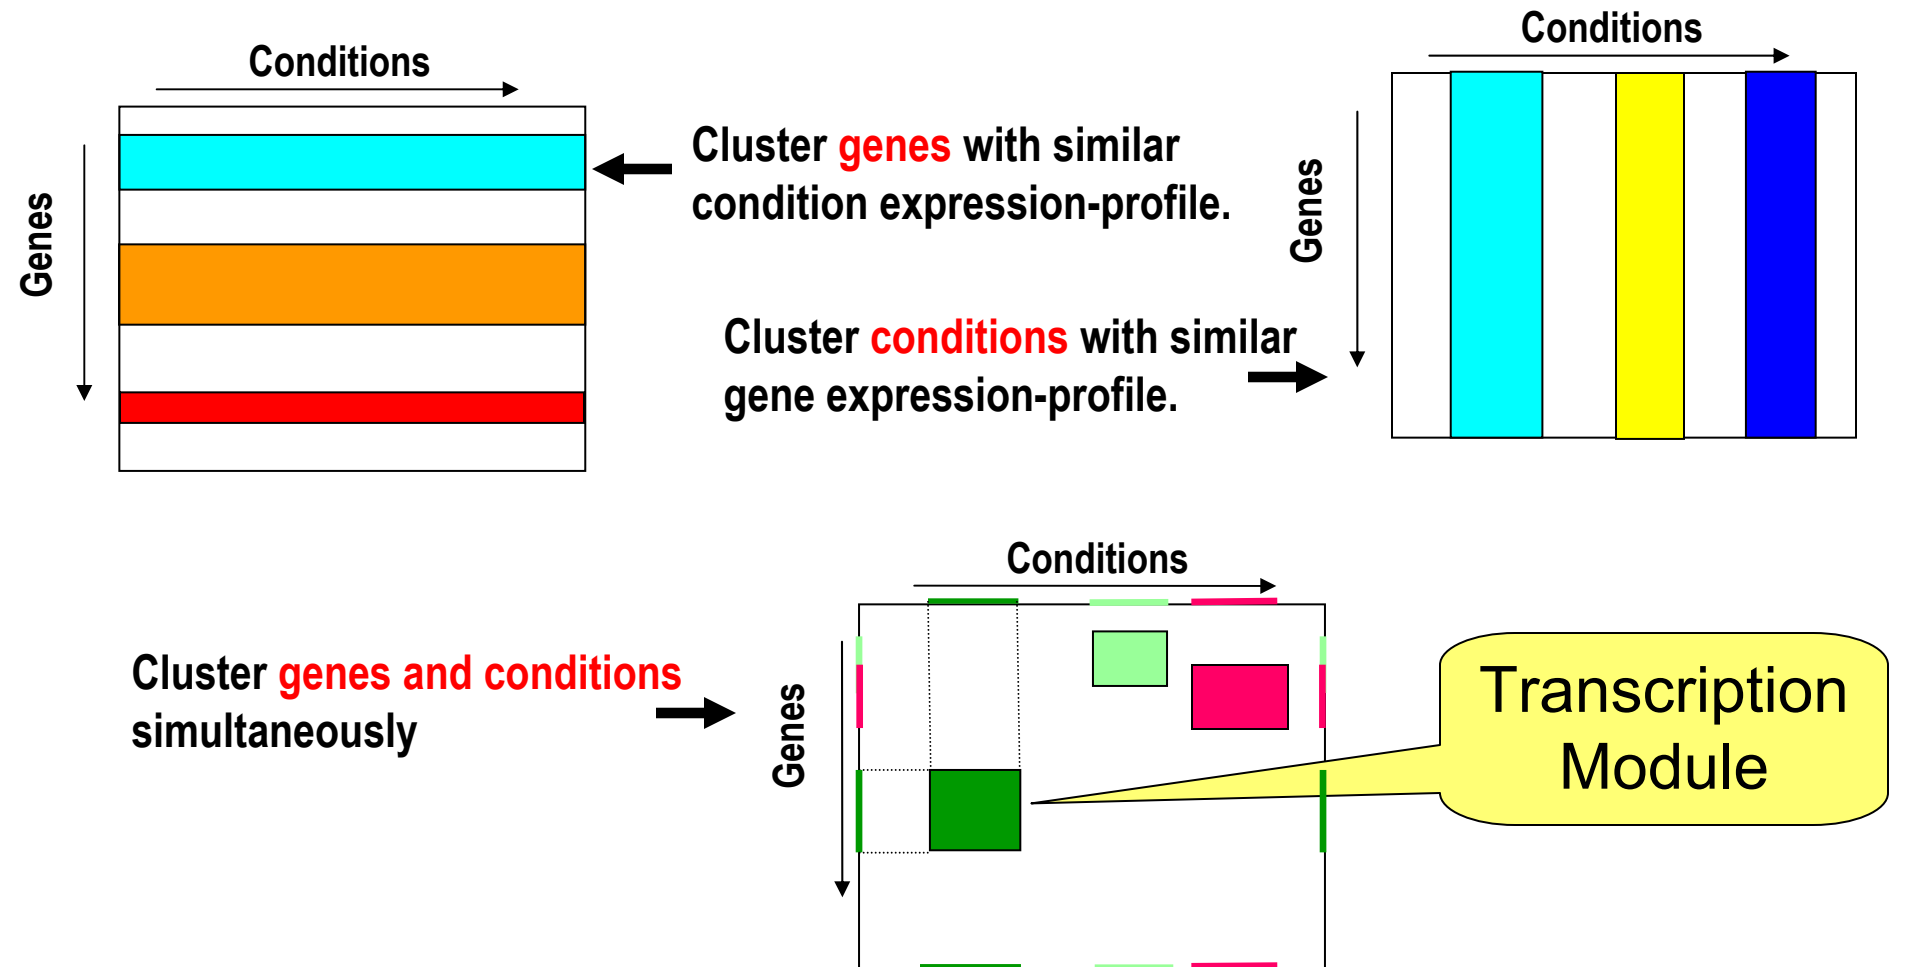 Conditions
Genes
Cluster genes with similar
condition expression-profile.
Conditions
Genes
Cluster conditions with similar
gene expression-profile.
Conditions
Cluster genes and conditions
simultaneously
Genes
Transcription
Module